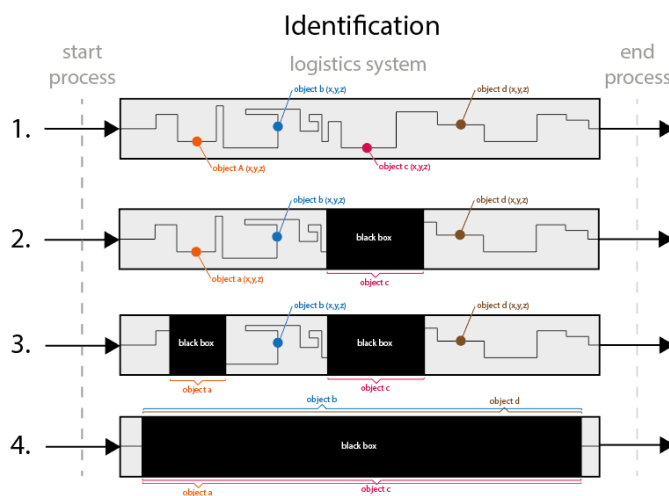 Identification
start
process
logistics system
end
process
object b (x,y,z)
object d (x,y,z)
1.
object A (x,y,z)
object c (x,y,z)
object b (x,y,z)
object d (x,y,z)
2.
black box
object a (x,y,z)
object c
object b (x,y,z)
object d (x,y,z)
3.
black box
black box
object a
object c
object b
object d
4.
black box
object a
object c